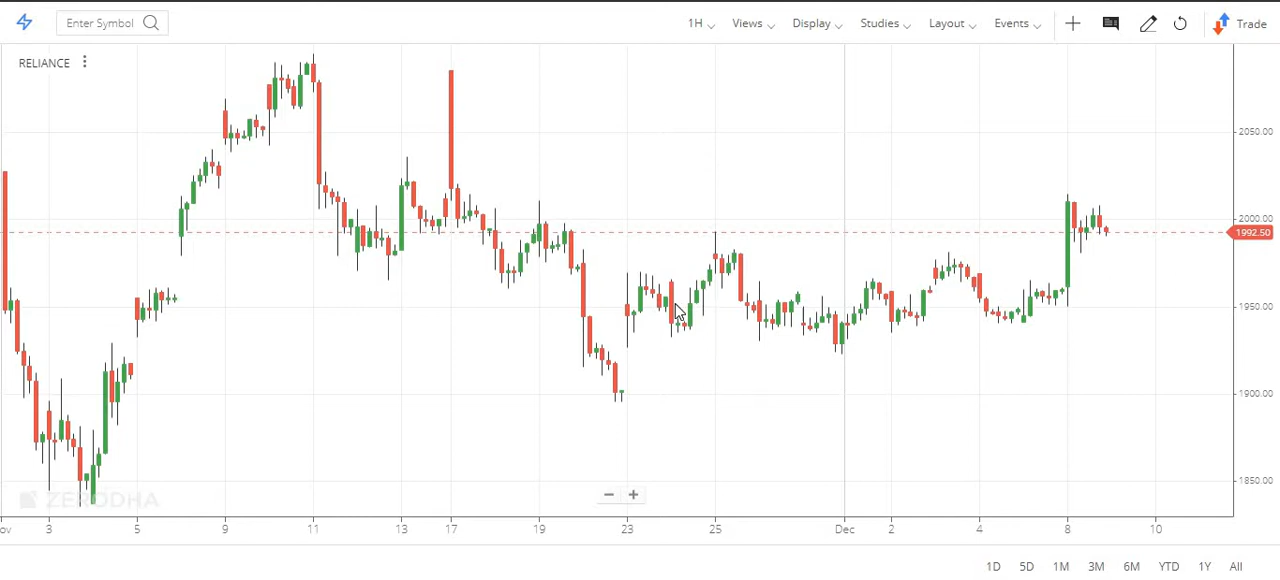 Enter Symbol 1H Views Display Studies Layout Events Trade
RELIANCE
2050.00
2000.00
1992.50
1950.00
1900.00
1850.00
ZERODHA
ov 3 5 9 11 13 17 19 23 25 Dec 2 4 8 10
1D 5D 1M 3M 6M YTD 1Y All